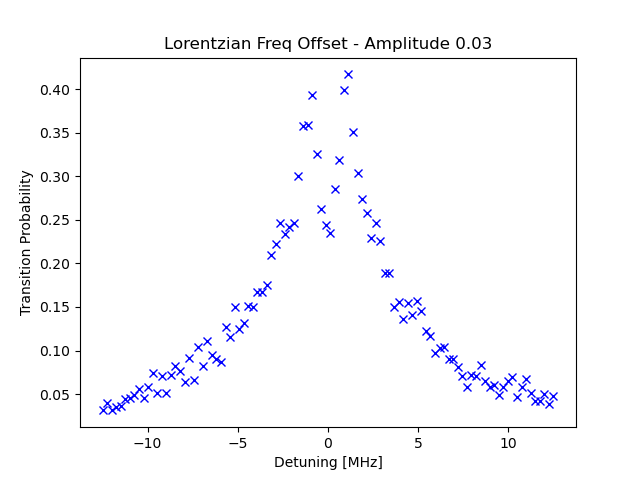 Lorentzian Freq Offset - Amplitude 0.03
0.40
0.35
0.30
0.25
0.20
0.15
0.10
0.05
Transition Probability
−10 −5 0 5 10
Detuning [MHz]